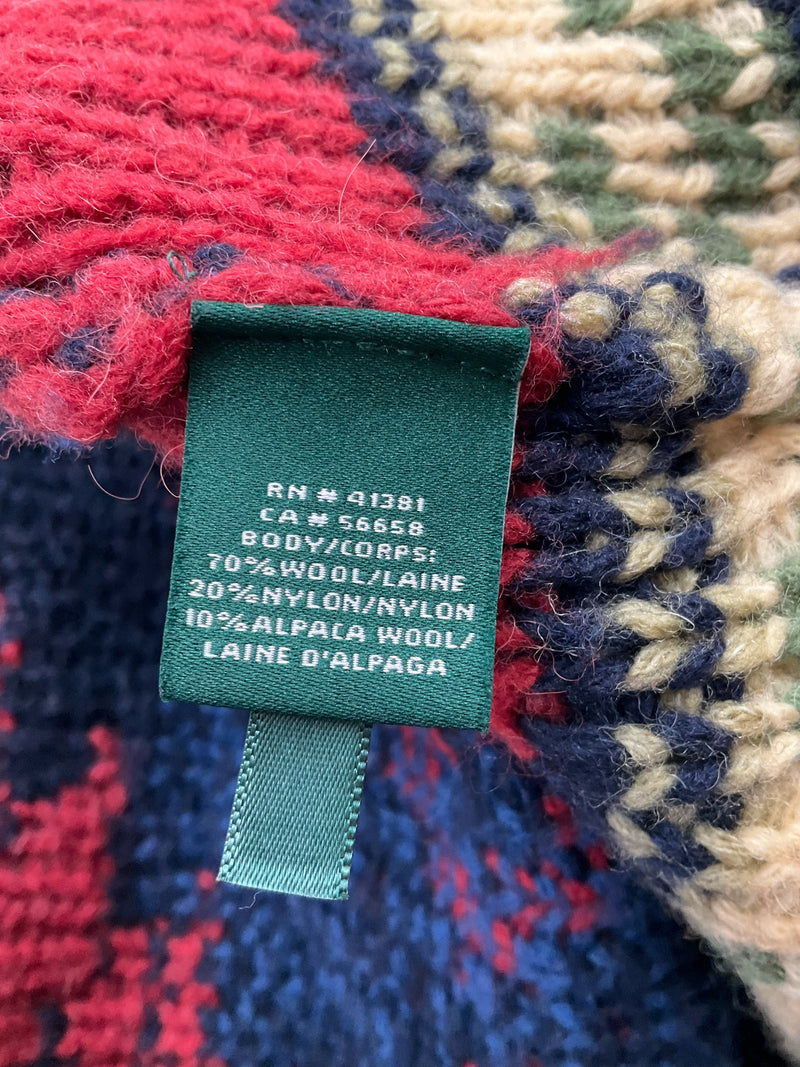 RN # 41381
CA # 56658
BODY/CORPS:
70% WOOL/LAINE
20% NYLON/NYLON
10% ALPACA WOOL/
LAINE D'ALPAGA